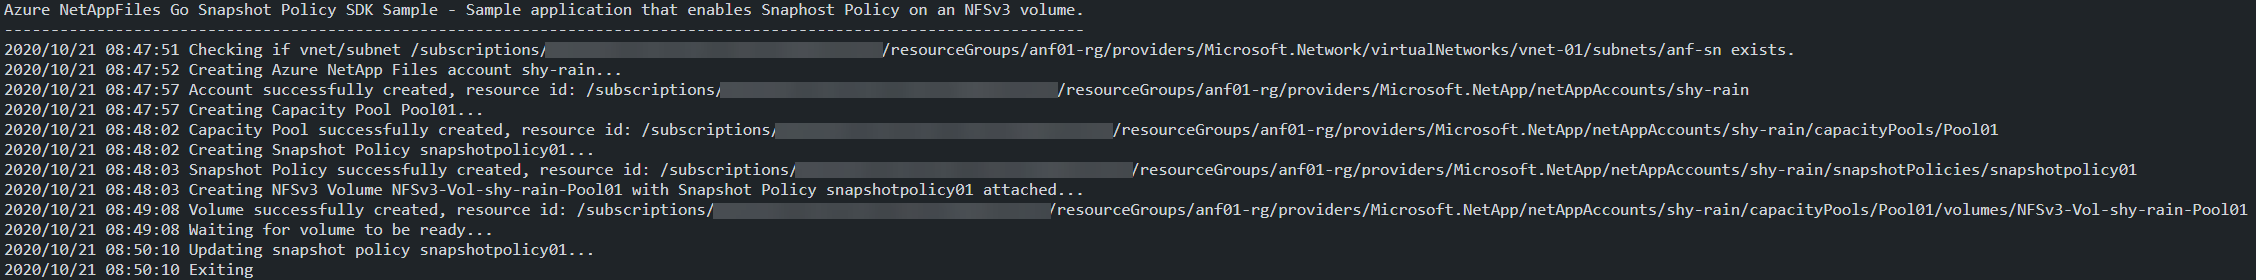 Azure NetAppFiles Go Snapshot Policy SDK Sample - Sample application that enables Snaphost Policy on an NFSv3 volume.
---------------------------------------------------------------------------------------------------------------------
2020/10/21 08:47:51 Checking if vnet/subnet /subscriptions/ /resourceGroups/anf01-rg/providers/Microsoft.Network/virtualNetworks/vnet-01/subnets/anf-sn exists.
2020/10/21 08:47:52 Creating Azure NetApp Files account shy-rain...
2020/10/21 08:47:57 Account successfully created, resource id: /subscriptions/ /resourceGroups/anf01-rg/providers/Microsoft.NetApp/netAppAccounts/shy-rain
2020/10/21 08:47:57 Creating Capacity Pool Pool01...
2020/10/21 08:48:02 Capacity Pool successfully created, resource id: /subscriptions/ /resourceGroups/anf01-rg/providers/Microsoft.NetApp/netAppAccounts/shy-rain/capacityPools/Pool01
2020/10/21 08:48:02 Creating Snapshot Policy snapshotpolicy01...
2020/10/21 08:48:03 Snapshot Policy successfully created, resource id: /subscriptions/ /resourceGroups/anf01-rg/providers/Microsoft.NetApp/netAppAccounts/shy-rain/snapshotPolicies/snapshotpolicy01
2020/10/21 08:48:03 Creating NFSv3 Volume NFSv3-Vol-shy-rain-Pool01 with Snapshot Policy snapshotpolicy01 attached...
2020/10/21 08:49:08 Volume successfully created, resource id: /subscriptions/ /resourceGroups/anf01-rg/providers/Microsoft.NetApp/netAppAccounts/shy-rain/capacityPools/Pool01/volumes/NFSv3-Vol-shy-rain-Pool01
2020/10/21 08:49:08 Waiting for volume to be ready...
2020/10/21 08:50:10 Updating snapshot policy snapshotpolicy01...
2020/10/21 08:50:10 Exiting